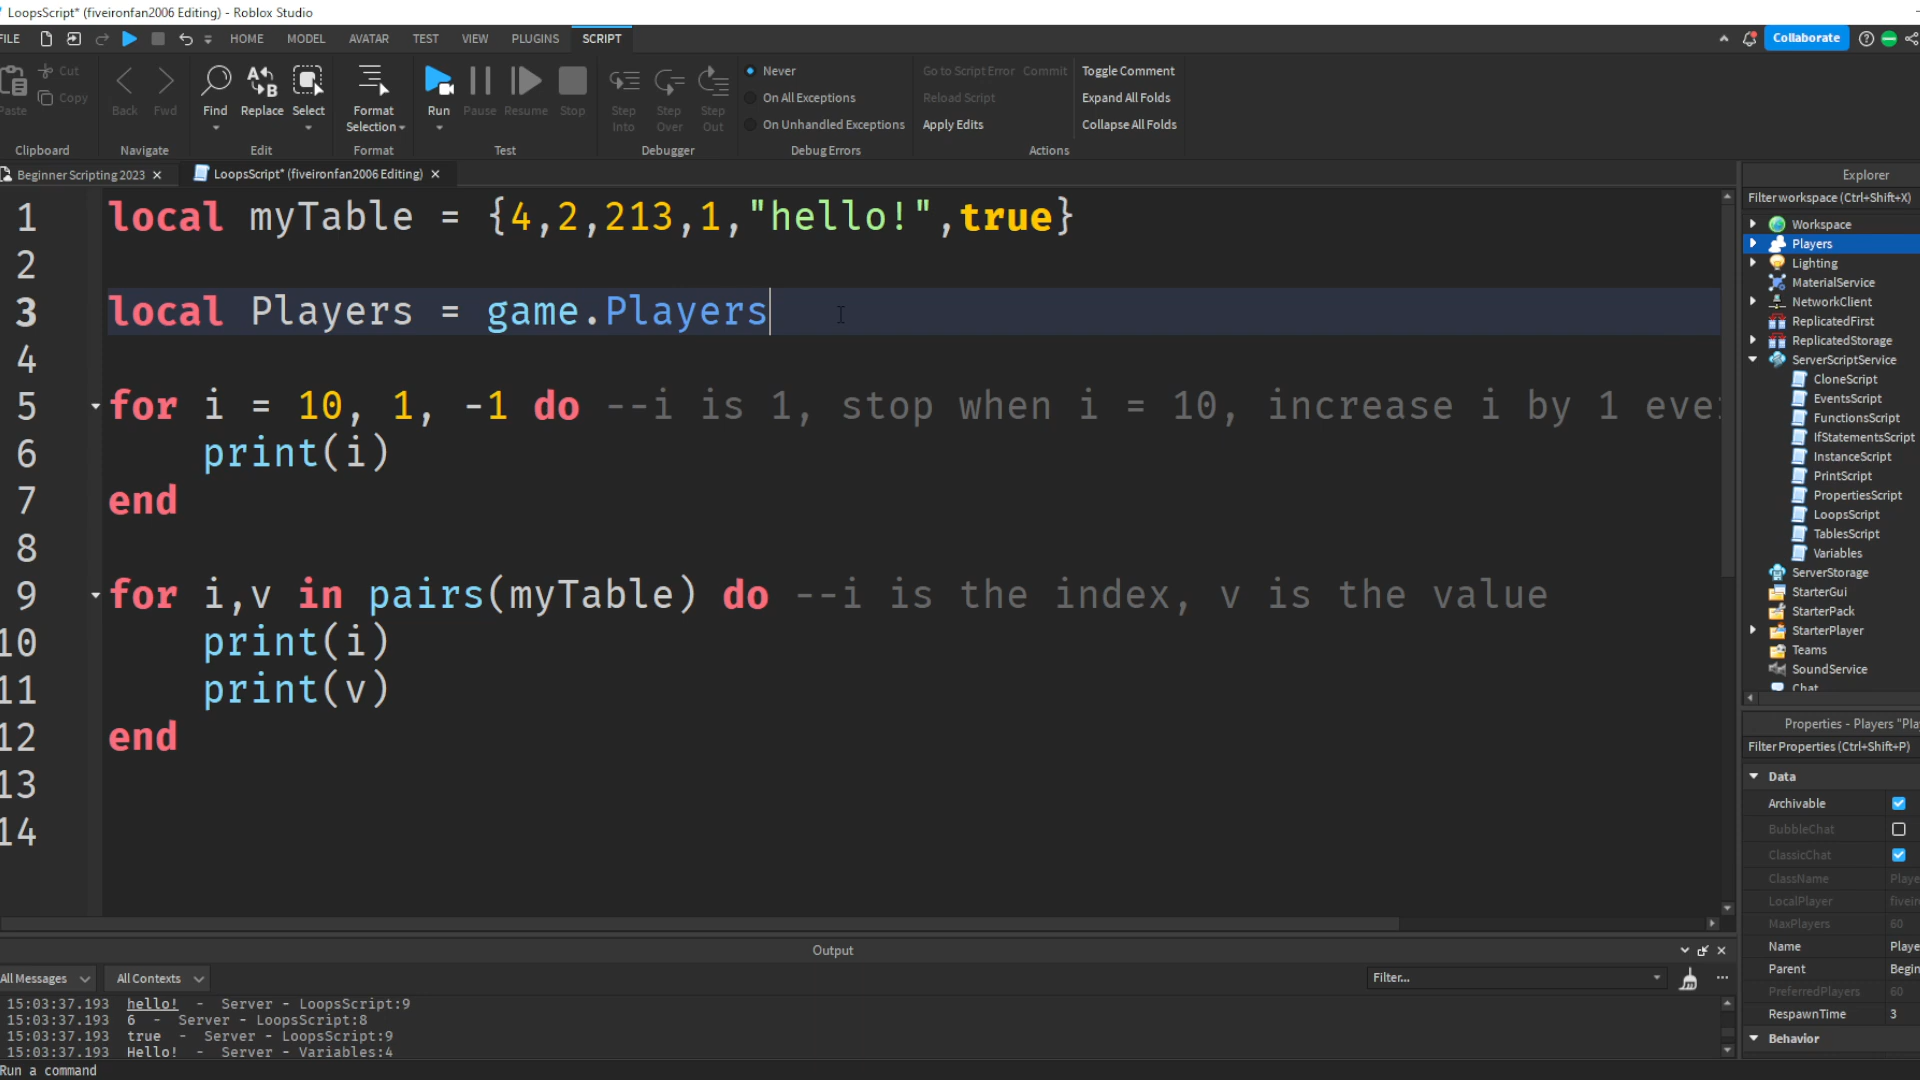 LoopsScript* (fiveironfan2006 Editing) - Roblox Studio
FILE HOME MODEL AVATAR TEST VIEW PLUGINS SCRIPT Collaborate
Paste Cut Copy
Clipboard
Back Fwd
Navigate
Find Replace Select
Edit
Format Selection
Format
Run Pause Resume Stop
Test
Step Into Step Over Step Out
Debugger
Never
On All Exceptions
On Unhandled Exceptions
Debug Errors
Go to Script Error Commit
Reload Script
Apply Edits
Toggle Comment
Expand All Folds
Collapse All Folds
Actions
Beginner Scripting 2023 × LoopsScript* (fiveironfan2006 Editing) ×
1 local myTable = {4,2,213,1,"hello!",true}
2
3 local Players = game.Players
4
5 for i = 10, 1, -1 do --i is 1, stop when i = 10, increase i by 1
6 print(i)
7 end
8
9 for i,v in pairs(myTable) do --i is the index, v is the value
10 print(i)
11 print(v)
12 end
13
14
Explorer
Filter workspace (Ctrl+Shift+X)
Workspace
Players
Lighting
MaterialService
NetworkClient
ReplicatedFirst
ReplicatedStorage
ServerScriptService
CloneScript
EventsScript
FunctionsScript
IfStatementsScript
InstanceScript
PrintScript
PropertiesScript
LoopsScript
TablesScript
Variables
ServerStorage
StarterGui
StarterPack
StarterPlayer
Teams
SoundService
Chat
Properties - Players "Pla
Filter Properties (Ctrl+Shift+P)
Data
Archivable
BubbleChat
ClassicChat
ClassName Playe
LocalPlayer fivei
MaxPlayers 60
Name Playe
Parent Begin
PreferredPlayers 60
RespawnTime 3
Behavior
Output
All Messages All Contexts Filter...
15:03:37.193 hello! - Server - LoopsScript:9
15:03:37.193 6 - Server - LoopsScript:8
15:03:37.193 true - Server - LoopsScript:9
15:03:37.193 Hello! - Server - Variables:4
Run a command